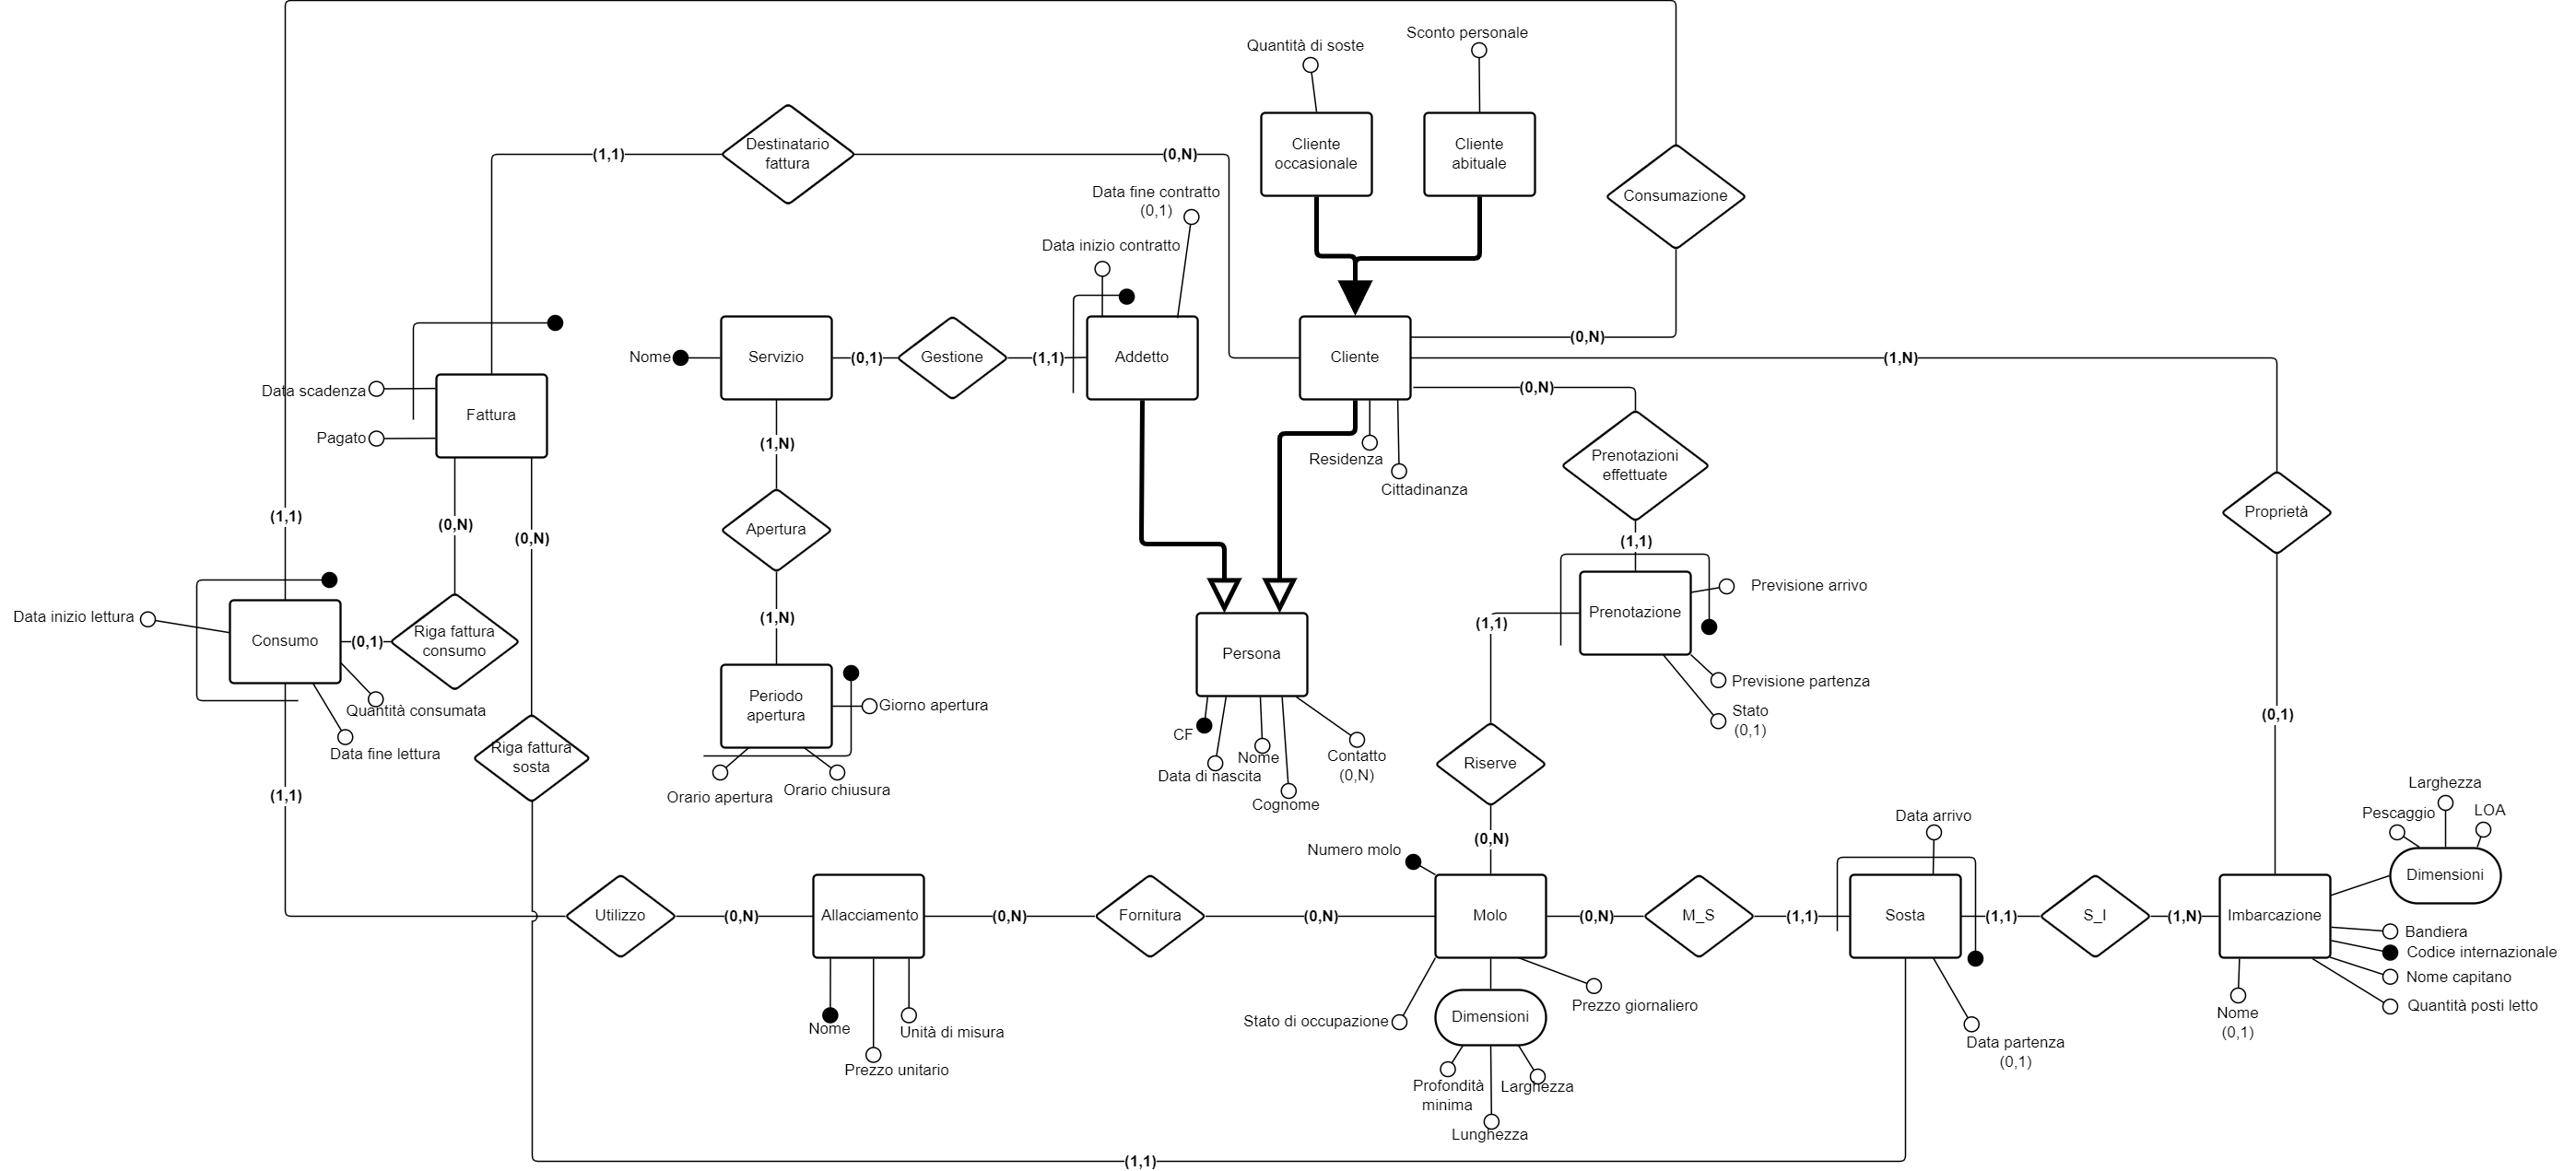 Sconto personale
Quantità di soste
Destinatario
fattura
Cliente
occasionale
Cliente
abituale
(1,1)
(0,N)
Data fine contratto
(0,1)
Consumazione
Data inizio contratto
(0,N)
Nome
Servizio
(0,1)
Gestione
(1,1)
Addetto
Cliente
(1,N)
Data scadenza
Fattura
(0,N)
Pagato
(1,N)
Residenza
Prenotazioni
effettuate
Cittadinanza
(1,1)
(0,N)
(0,N)
Apertura
Proprietà
(1,1)
Data inizio lettura
Consumo
(0,1)
Riga fattura
consumo
(1,N)
Persona
(1,1)
Prenotazione
Previsione arrivo
Quantità consumata
Data fine lettura
Periodo
apertura
Giorno apertura
Previsione partenza
Stato
(0,1)
(0,1)
Riga fattura
sosta
Orario apertura
Orario chiusura
CF
Data di nascita
Nome
Cognome
Contatto
(0,N)
Riserve
(1,1)
Larghezza
Pescaggio
LOA
Data arrivo
Numero molo
(0,N)
Dimensioni
Utilizzo
(0,N)
Allacciamento
(0,N)
Fornitura
(0,N)
Molo
(0,N)
M_S
(1,1)
Sosta
(1,1)
S_I
(1,N)
Imbarcazione
Bandiera
Codice internazionale
Nome capitano
Quantità posti letto
Nome
(0,1)
Nome
Unità di misura
Prezzo unitario
Stato di occupazione
Dimensioni
Prezzo giornaliero
Data partenza
(0,1)
Profondità
minima
Larghezza
Lunghezza
(1,1)